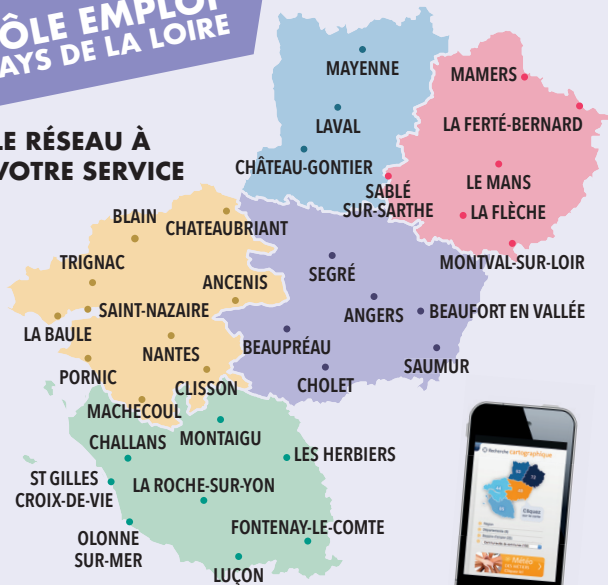 ÔLE EMPLOI
AYS DE LA LOIRE
LE RÉSEAU À
VOTRE SERVICE
MAYENNE
MAMERS
LAVAL
LA FERTÉ-BERNARD
CHÂTEAU-GONTIER
LE MANS
SABLÉ
SUR-SARTHE
LA FLÈCHE
BLAIN
CHATEAUBRIANT
MONTVAL-SUR-LOIR
TRIGNAC
SEGRÉ
ANCENIS
SAINT-NAZAIRE
ANGERS
BEAUFORT EN VALLÉE
LA BAULE
BEAUPRÉAU
NANTES
SAUMUR
PORNIC
CLISSON
CHOLET
MACHECOUL
CHALLANS
MONTAIGU
LES HERBIERS
ST GILLES
CROIX-DE-VIE
LA ROCHE-SUR-YON
OLONNE
SUR-MER
FONTENAY-LE-COMTE
LUÇON
Recherche cartographique
Cliquez